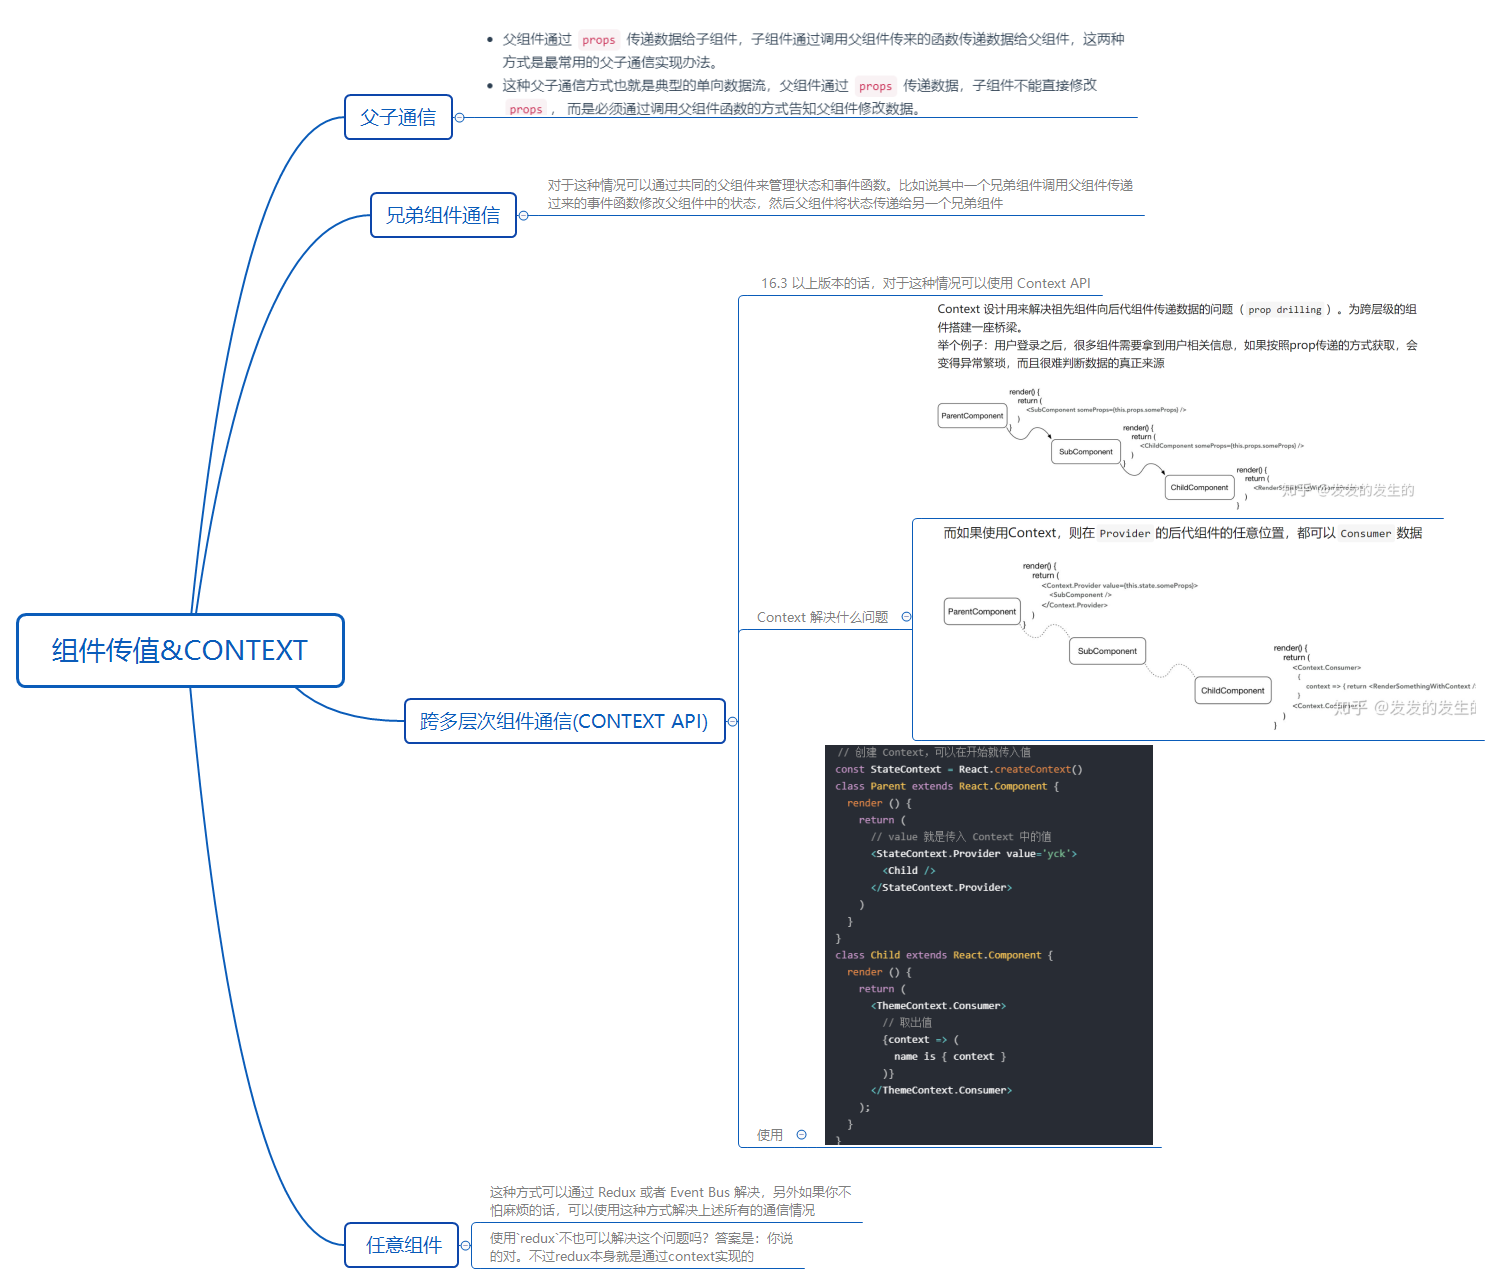 父组件通过 props 传递数据给子组件，子组件通过调用父组件传来的函数传递数据给父组件，这两种
方式是最常用的父子通信实现办法。
这种父子通信方式也就是典型的单向数据流，父组件通过 props 传递数据，子组件不能直接修改
props ， 而是必须通过调用父组件函数的方式告知父组件修改数据。
父子通信
对于这种情况可以通过共同的父组件来管理状态和事件函数。比如说其中一个兄弟组件调用父组件传递
过来的事件函数修改父组件中的状态，然后父组件将状态传递给另一个兄弟组件
兄弟组件通信
16.3 以上版本的话，对于这种情况可以使用 Context API
Context 设计用来解决祖先组件向后代组件传递数据的问题（ prop drilling ）。为跨层级的组
件搭建一座桥梁。
举个例子：用户登录之后，很多组件需要拿到用户相关信息，如果按照prop传递的方式获取，会
变得异常繁琐，而且很难判断数据的真正来源
render() {
return (
<SubComponent someProps={this.props.someProps} />
)
}
ParentComponent
render() {
return (
<ChildComponent someProps={this.props.someProps} />
)
}
SubComponent
render() {
return (
)
}
ChildComponent
知乎 @发发的发生的
而如果使用Context，则在 Provider 的后代组件的任意位置，都可以 Consumer 数据
render() {
return (
<Context.Provider value={this.state.someProps}>
<SubComponent />
</Context.Provider>
)
}
ParentComponent
SubComponent
render() {
return (
<Context.Consumer>
{
context => { return <RenderSomethingWithContext /
}
<Context.Consumer>
)
}
ChildComponent
知乎 @发发的发生的
Context 解决什么问题
组件传值&CONTEXT
跨多层次组件通信(CONTEXT API)
// 创建 Context，可以在开始就传入值
const StateContext = React.createContext()
class Parent extends React.Component {
render () {
return (
// value 就是传入 Context 中的值
<StateContext.Provider value='yck'>
<Child />
</StateContext.Provider>
)
}
}
class Child extends React.Component {
render () {
return (
<ThemeContext.Consumer>
// 取出值
{context => (
name is { context }
)}
</ThemeContext.Consumer>
);
}
}
使用
这种方式可以通过 Redux 或者 Event Bus 解决，另外如果你不
怕麻烦的话，可以使用这种方式解决上述所有的通信情况
任意组件
使用`redux`不也可以解决这个问题吗？答案是：你说
的对。不过redux本身就是通过context实现的